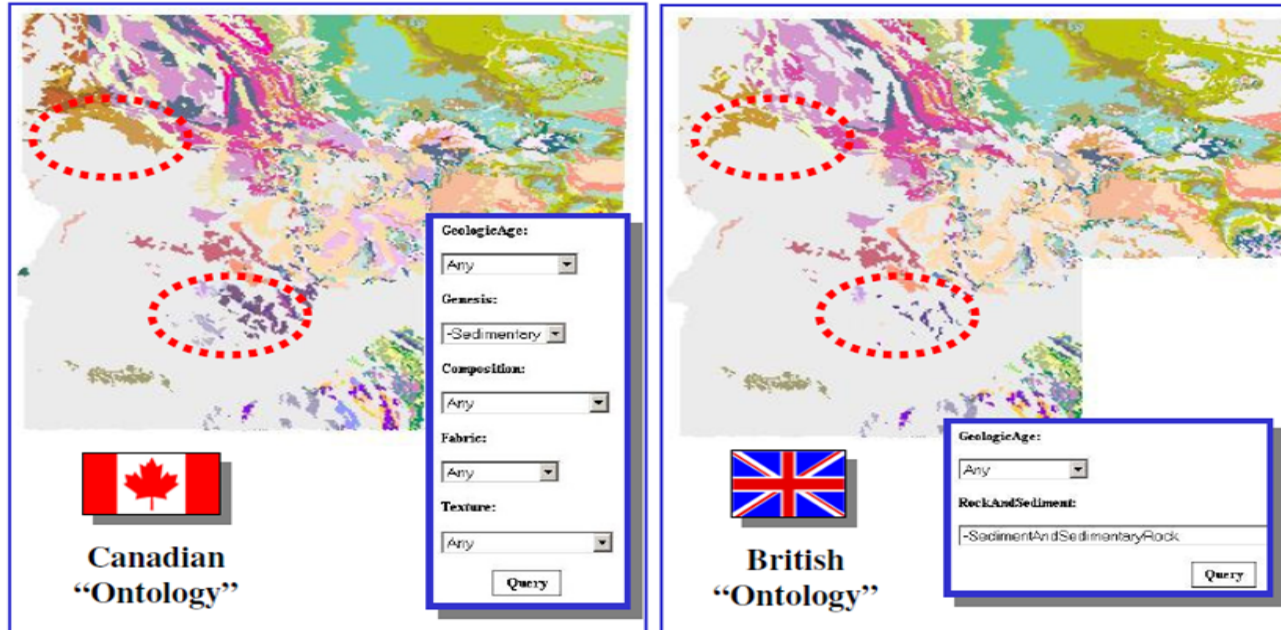 GeologicAge:
Any
Genesis:
-Sedimentary
Composition:
Any
Fabric:
Any
Texture:
Any
Query
Canadian
“Ontology”
GeologicAge:
Any
RockAndSediment:
-SedimentAndSedimentaryRock
Query
British
“Ontology”